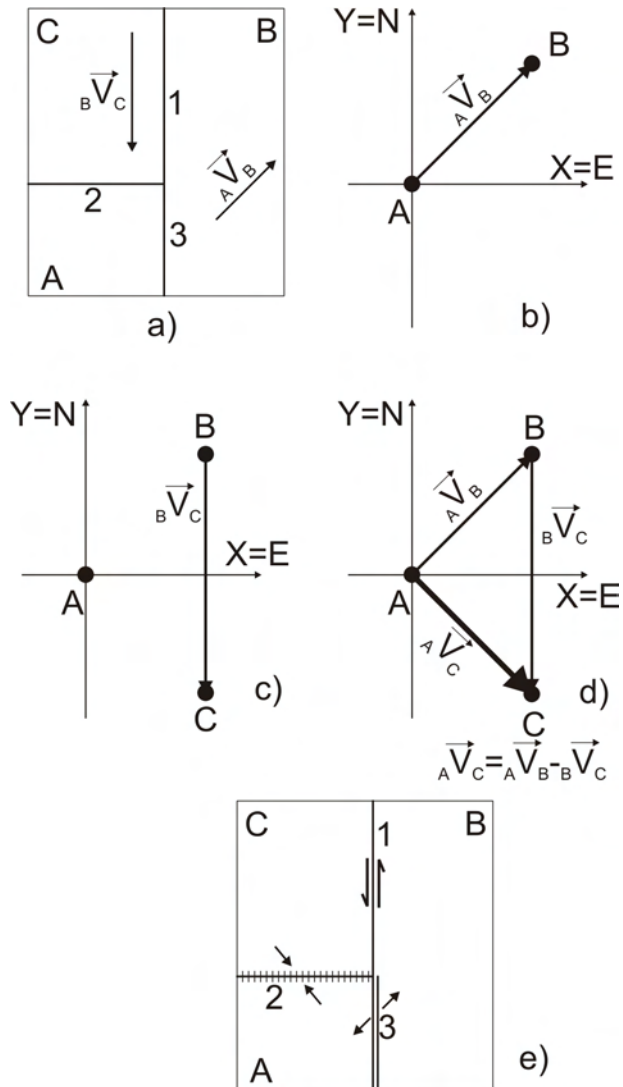 C B
BVC 1
AVB
2
3
A
a)
Y=N
B
AVB
X=E
A
b)
Y=N
B
BVC
X=E
A
C
c)
Y=N
B
AVB
BVC
A
X=E
AVC
C
d)
AVC=AVB-BVC
C 1 B
2
3
A
e)